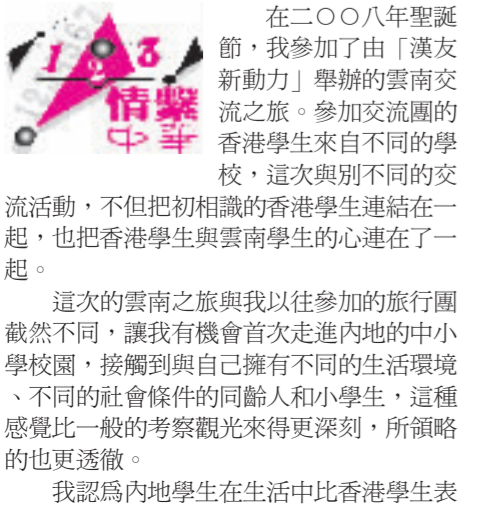 1 2 3
情繫
中華
在二○○八年聖誕
節，我參加了由「漢友
新動力」舉辦的雲南交
流之旅。參加交流團的
香港學生來自不同的學
校，這次與別不同的交
流活動，不但把初相識的香港學生連結在一
起，也把香港學生與雲南學生的心連在了一
起。
這次的雲南之旅與我以往參加的旅行團
截然不同，讓我有機會首次走進內地的中小
學校園，接觸到與自己擁有不同的生活環境
、不同的社會條件的同齡人和小學生，這種
感覺比一般的考察觀光來得更深刻，所領略
的也更透徹。
我認爲內地學生在生活中比香港學生表